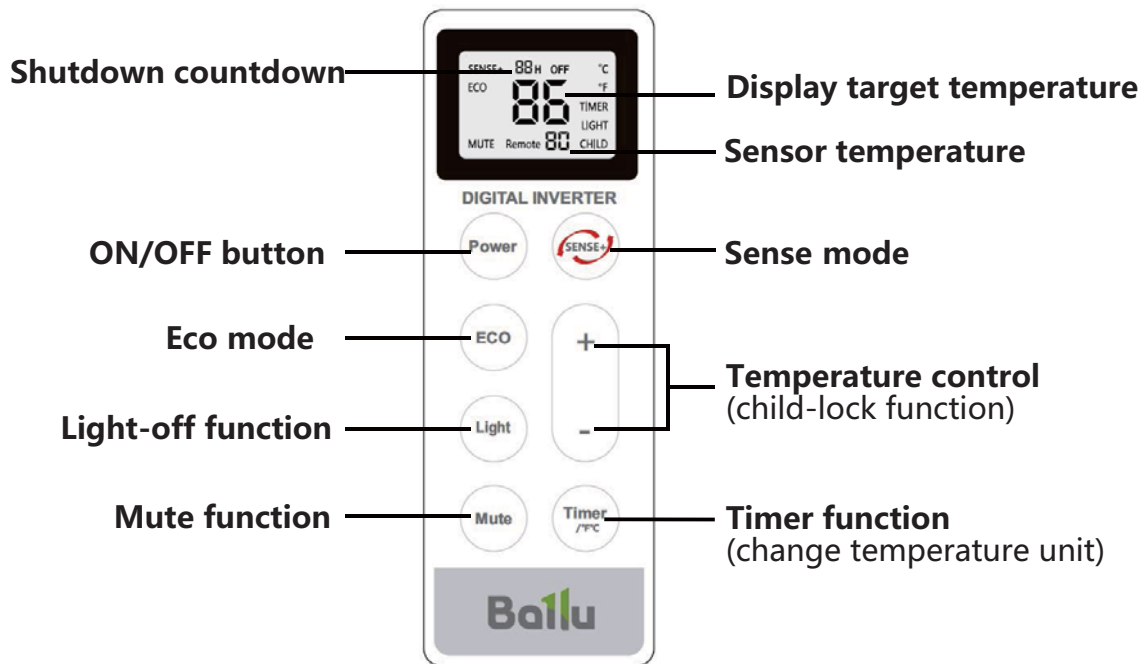 Shutdown countdown
SENSE+ 88 H OFF °C
ECO 86 °F
TIMER
LIGHT
MUTE Remote 80 CHILD
Display target temperature
Sensor temperature
DIGITAL INVERTER
ON/OFF button
Power
SENSE+
Sense mode
Eco mode
ECO
+
Temperature control
(child-lock function)
Light-off function
Light
-
Mute function
Mute
Timer
/°F°C
Timer function
(change temperature unit)
Ballu